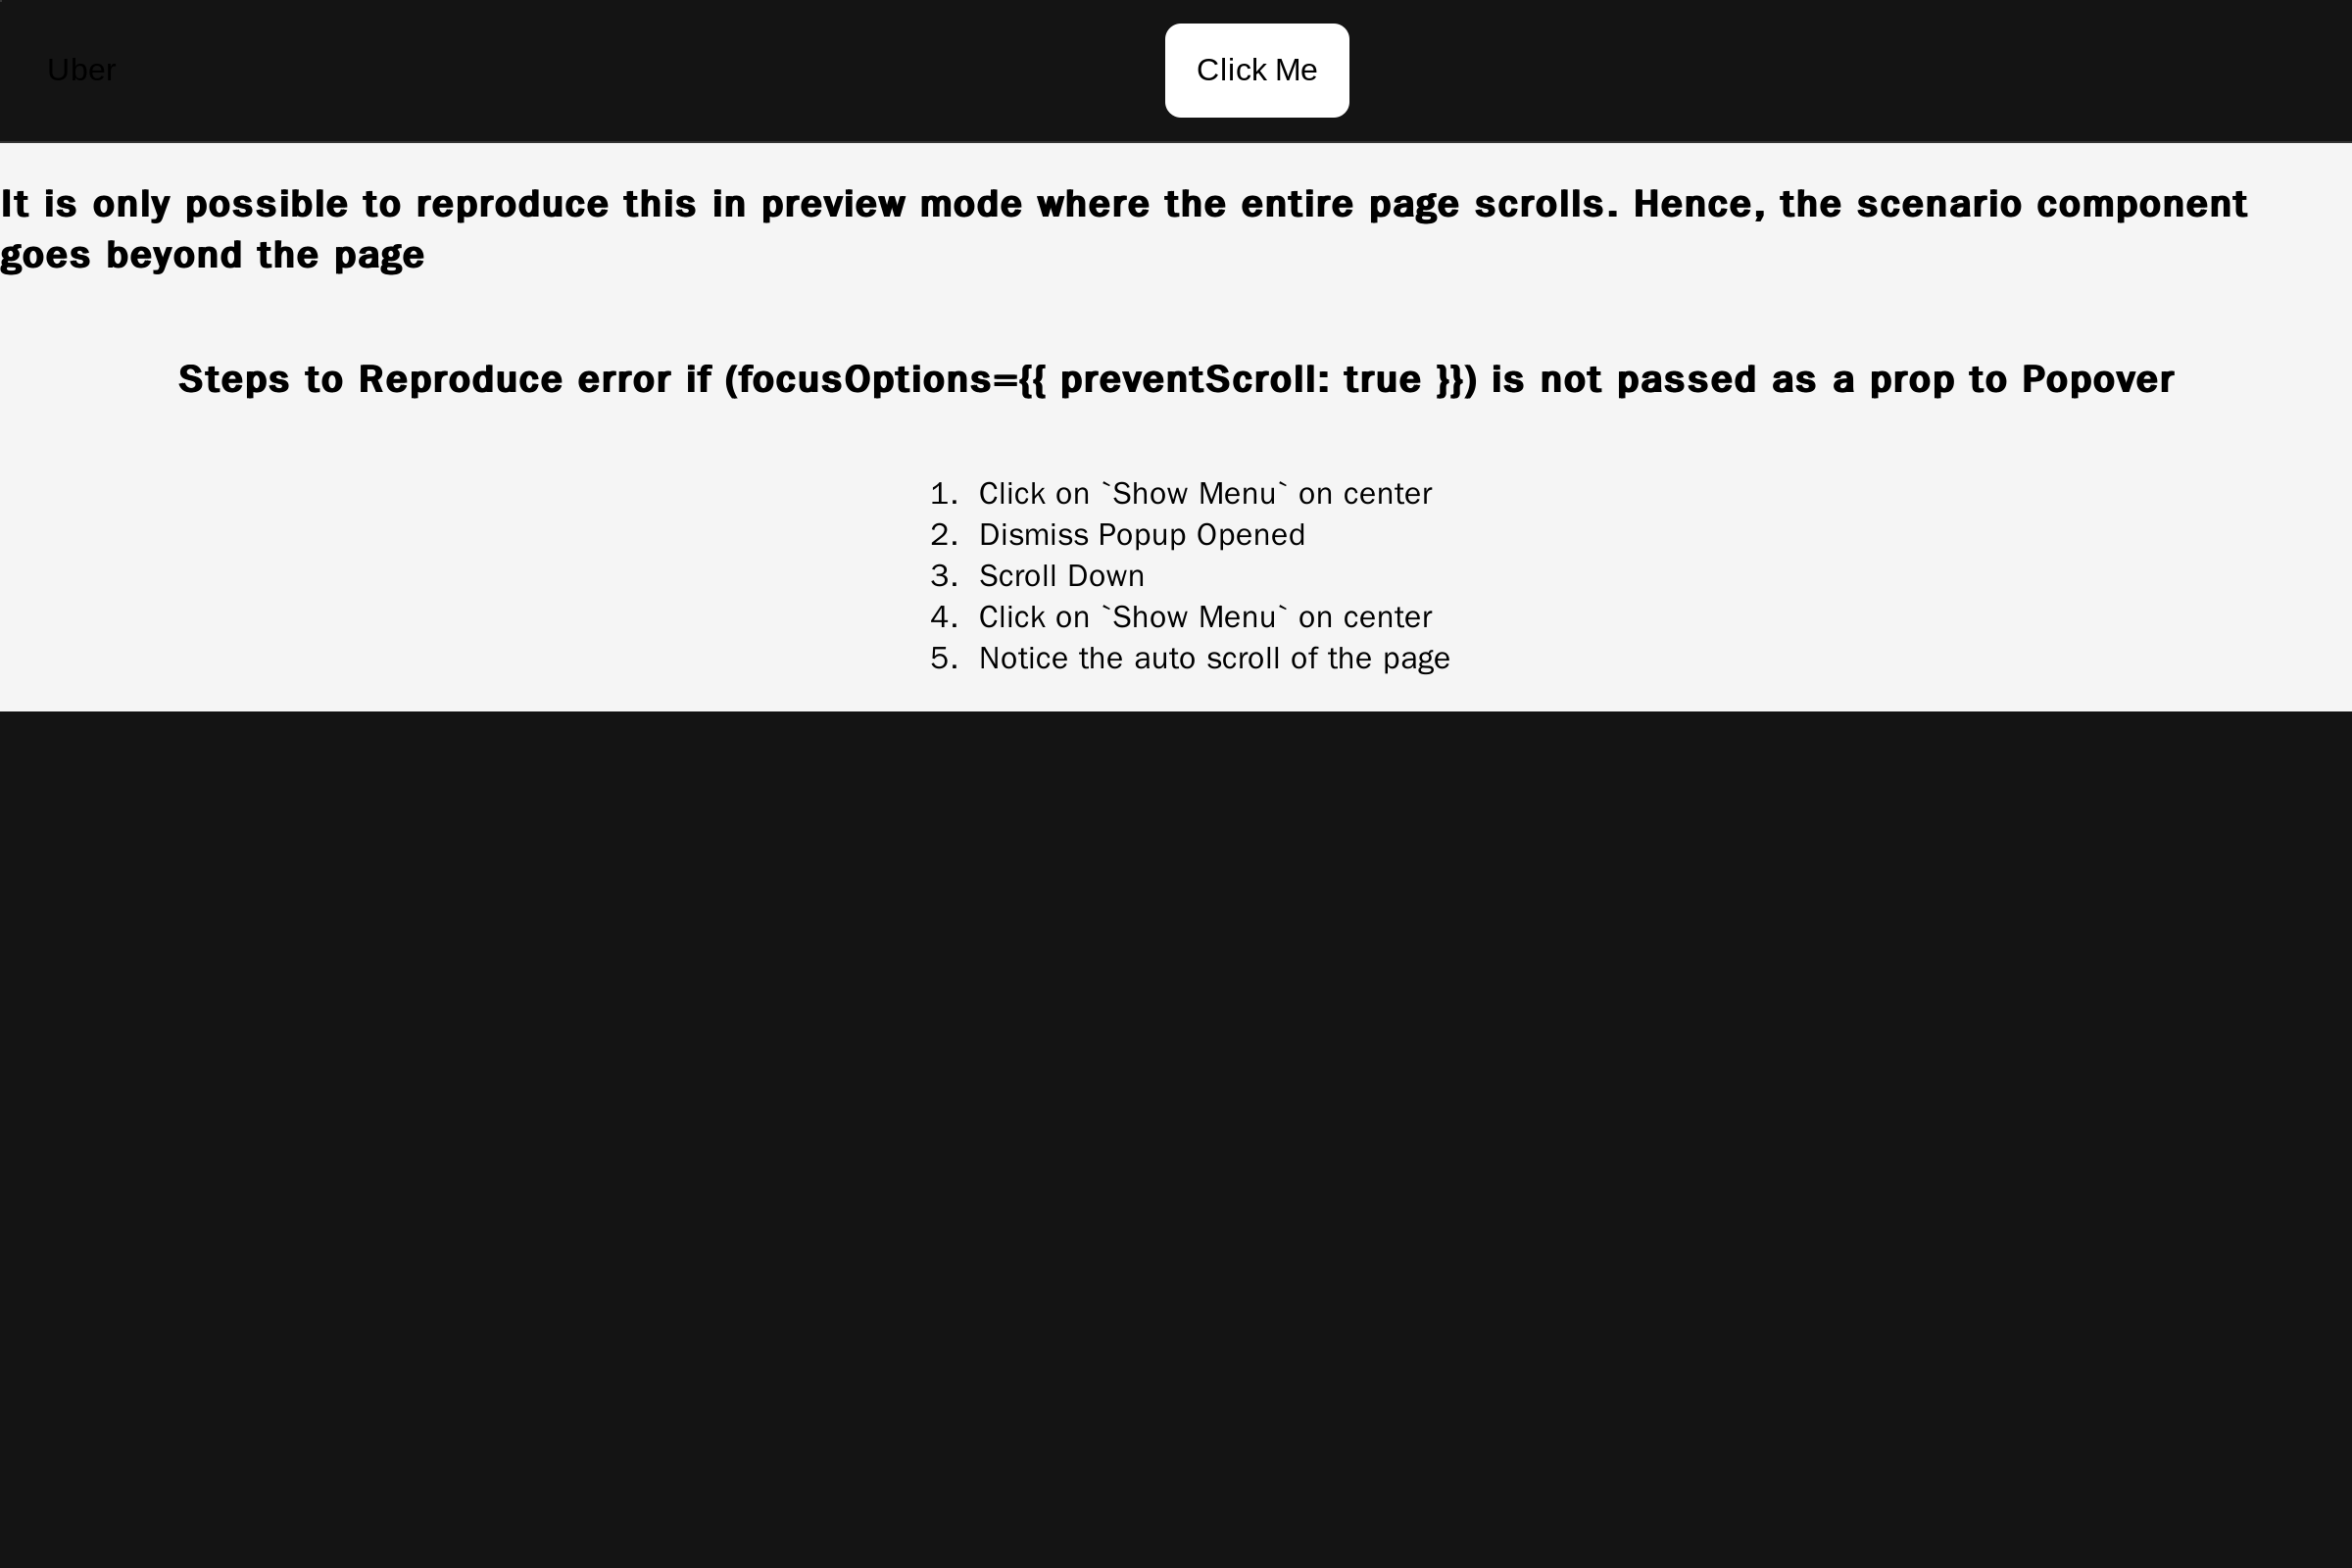 Uber
Click Me
It is only possible to reproduce this in preview mode where the entire page scrolls. Hence, the scenario component
goes beyond the page
Steps to Reproduce error if (focusOptions={{ preventScroll: true }}) is not passed as a prop to Popover
1. Click on `Show Menu` on center
2. Dismiss Popup Opened
3. Scroll Down
4. Click on `Show Menu` on center
5. Notice the auto scroll of the page